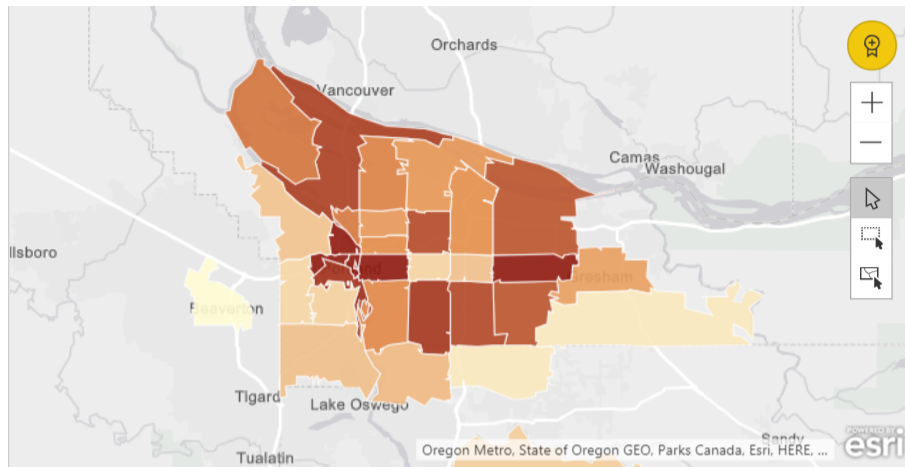 Orchards
Vancouver
Camas
Washougal
llsboro
Portland
Gresham
Beaverton
Tigard
Lake Oswego
Tualatin
Sandy
Oregon Metro, State of Oregon GEO, Parks Canada, Esri, HERE, ...
POWERED BY
esri